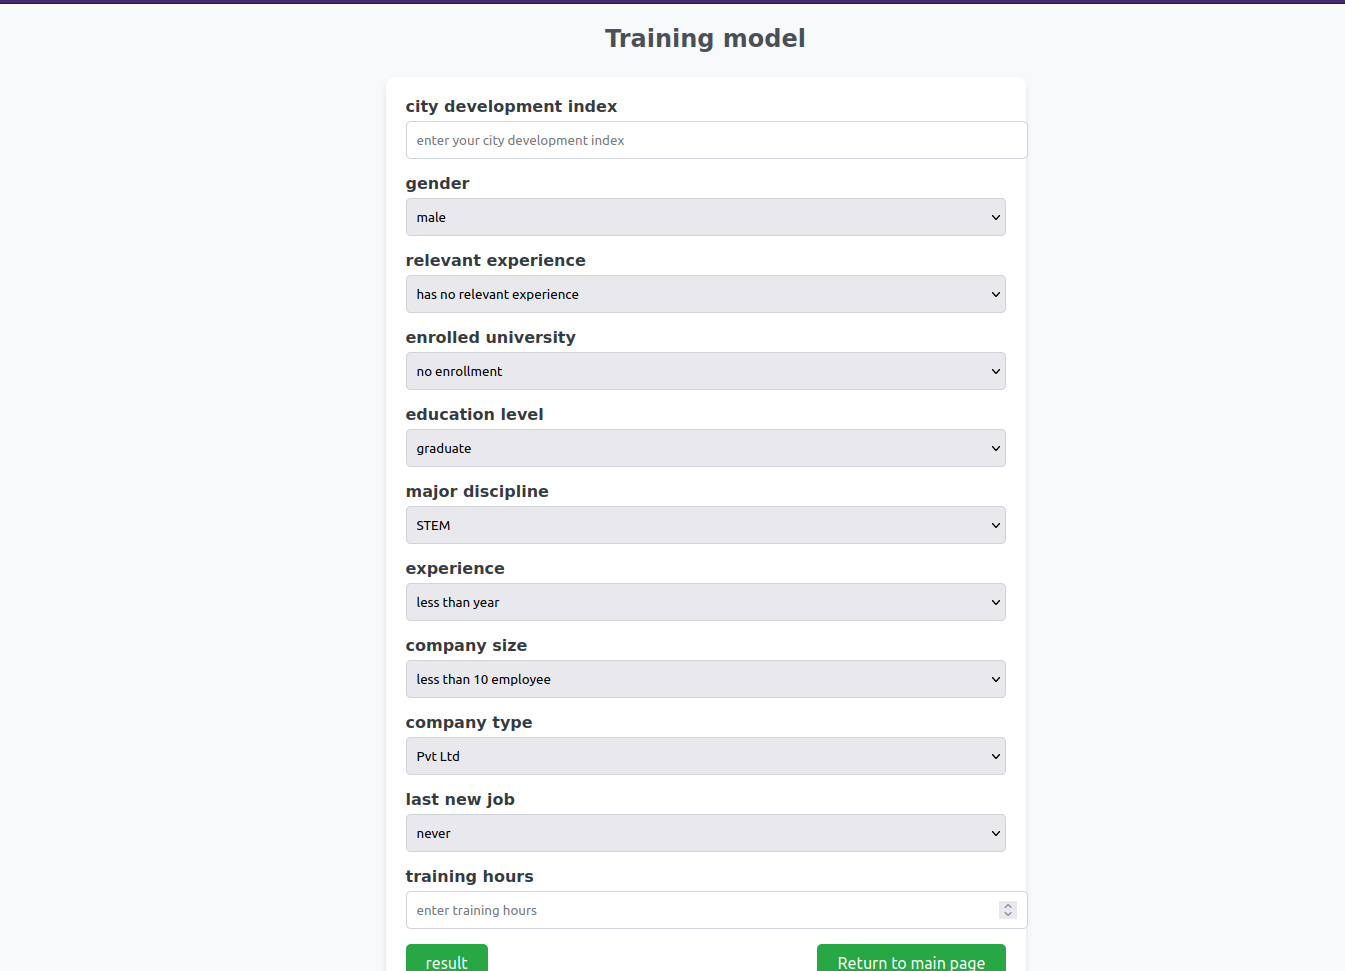 Training model
city development index
enter your city development index
gender
male
relevant experience
has no relevant experience
enrolled university
no enrollment
education level
graduate
major discipline
STEM
experience
less than year
company size
less than 10 employee
company type
Pvt Ltd
last new job
never
training hours
enter training hours
result Return to main page